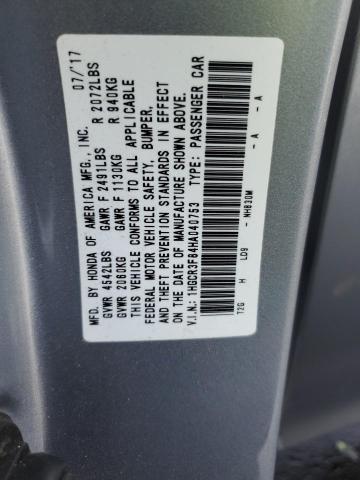 MFD. BY HONDA OF AMERICA MFG., INC. 07/'17
GVWR 4542LBS GAWR F 2491LBS R 2072LBS
GVWR 2060KG GAWR F 1130KG R 940KG
THIS VEHICLE CONFORMS TO ALL APPLICABLE
FEDERAL MOTOR VEHICLE SAFETY, BUMPER,
AND THEFT PREVENTION STANDARDS IN EFFECT
ON THE DATE OF MANUFACTURE SHOWN ABOVE.
V.I.N.: 1HGCR3F84HA040753 TYPE: PASSENGER CAR
NH830M - A - A
T2G H LD9